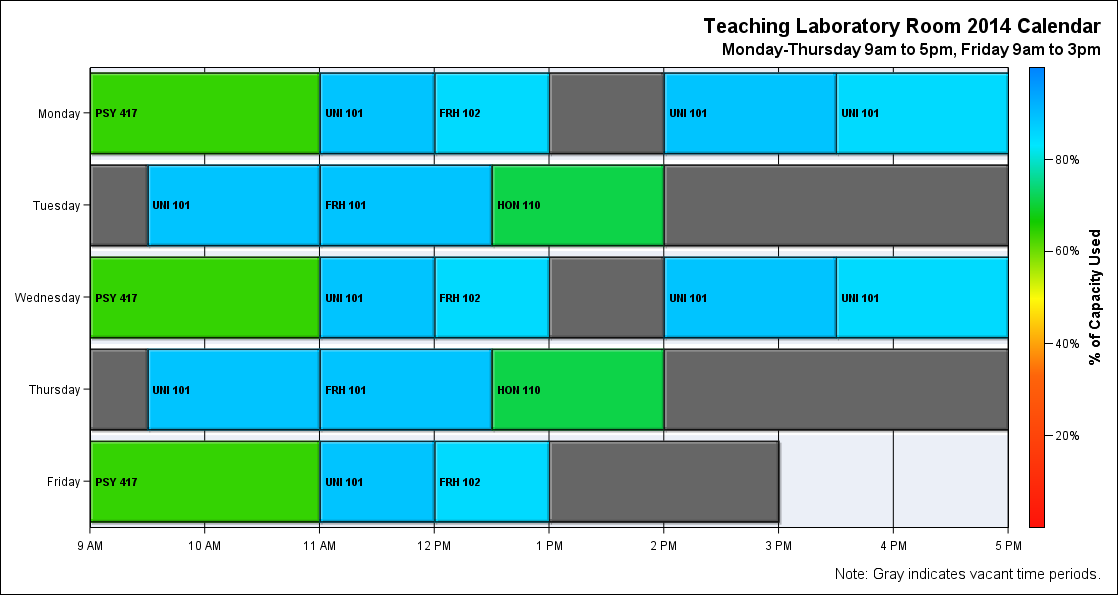 Teaching Laboratory Room 2014 Calendar
Monday-Thursday 9am to 5pm, Friday 9am to 3pm
Monday
PSY 417
UNI 101
FRH 102
UNI 101
UNI 101
Tuesday
UNI 101
FRH 101
HON 110
Wednesday
PSY 417
UNI 101
FRH 102
UNI 101
UNI 101
Thursday
UNI 101
FRH 101
HON 110
Friday
PSY 417
UNI 101
FRH 102
9 AM
10 AM
11 AM
12 PM
1 PM
2 PM
3 PM
4 PM
5 PM
80%
60%
40%
20%
% of Capacity Used
Note: Gray indicates vacant time periods.